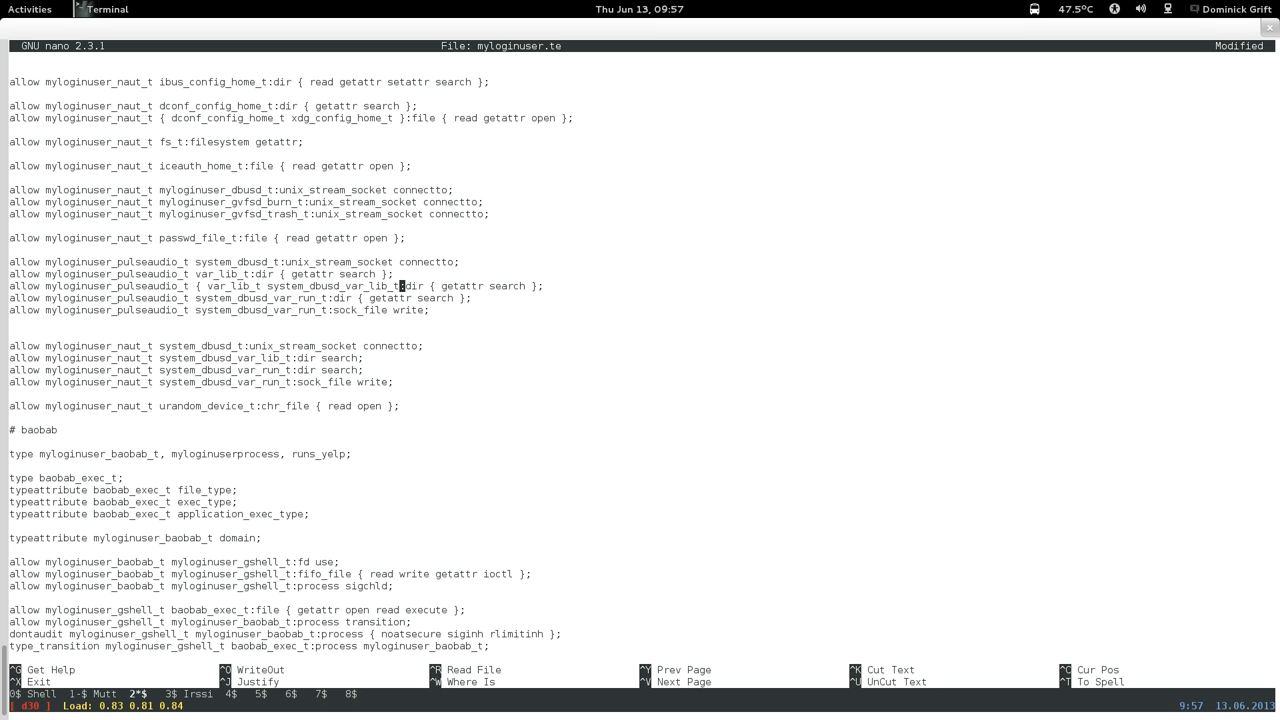 Activities Terminal Thu Jun 13, 09:57 47.5°C Dominick Grift
GNU nano 2.3.1 File: myloginuser.te Modified
allow myloginuser_naut_t ibus_config_home_t:dir { read getattr setattr search };
allow myloginuser_naut_t dconf_config_home_t:dir { getattr search };
allow myloginuser_naut_t { dconf_config_home_t xdg_config_home_t }:file { read getattr open };
allow myloginuser_naut_t fs_t:filesystem getattr;
allow myloginuser_naut_t iceauth_home_t:file { read getattr open };
allow myloginuser_naut_t myloginuser_dbusd_t:unix_stream_socket connectto;
allow myloginuser_naut_t myloginuser_gvfsd_burn_t:unix_stream_socket connectto;
allow myloginuser_naut_t myloginuser_gvfsd_trash_t:unix_stream_socket connectto;
allow myloginuser_naut_t passwd_file_t:file { read getattr open };
allow myloginuser_pulseaudio_t system_dbusd_t:unix_stream_socket connectto;
allow myloginuser_pulseaudio_t var_lib_t:dir { getattr search };
allow myloginuser_pulseaudio_t { var_lib_t system_dbusd_var_lib_t:dir { getattr search };
allow myloginuser_pulseaudio_t system_dbusd_var_run_t:dir { getattr search };
allow myloginuser_pulseaudio_t system_dbusd_var_run_t:sock_file write;
allow myloginuser_naut_t system_dbusd_t:unix_stream_socket connectto;
allow myloginuser_naut_t system_dbusd_var_lib_t:dir search;
allow myloginuser_naut_t system_dbusd_var_run_t:dir search;
allow myloginuser_naut_t system_dbusd_var_run_t:sock_file write;
allow myloginuser_naut_t urandom_device_t:chr_file { read open };
# baobab
type myloginuser_baobab_t, myloginuserprocess, runs_yelp;
type baobab_exec_t;
typeattribute baobab_exec_t file_type;
typeattribute baobab_exec_t exec_type;
typeattribute baobab_exec_t application_exec_type;
typeattribute myloginuser_baobab_t domain;
allow myloginuser_baobab_t myloginuser_gshell_t:fd use;
allow myloginuser_baobab_t myloginuser_gshell_t:fifo_file { read write getattr ioctl };
allow myloginuser_baobab_t myloginuser_gshell_t:process sigchld;
allow myloginuser_gshell_t baobab_exec_t:file { getattr open read execute };
allow myloginuser_gshell_t myloginuser_baobab_t:process transition;
dontaudit myloginuser_gshell_t myloginuser_baobab_t:process { noatsecure siginh rlimitinh };
type_transition myloginuser_gshell_t baobab_exec_t:process myloginuser_baobab_t;
^G Get Help ^O WriteOut ^R Read File ^Y Prev Page ^K Cut Text ^C Cur Pos
^X Exit ^J Justify ^W Where Is ^V Next Page ^U UnCut Text ^T To Spell
0$ Shell 1-$ Mutt 2*$ 3$ Irssi 4$ 5$ 6$ 7$ 8$
[ d30 ] Load: 0.83 0.81 0.84 9:57 13.06.2013